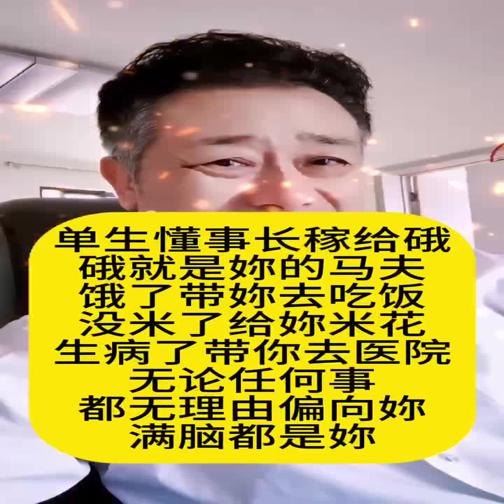 单生懂事长稼给硪
硪就是妳的马夫
饿了带妳去吃饭
没米了给妳米花
生病了带你去医院
无论任何事
都无理由偏向妳
满脑都是妳